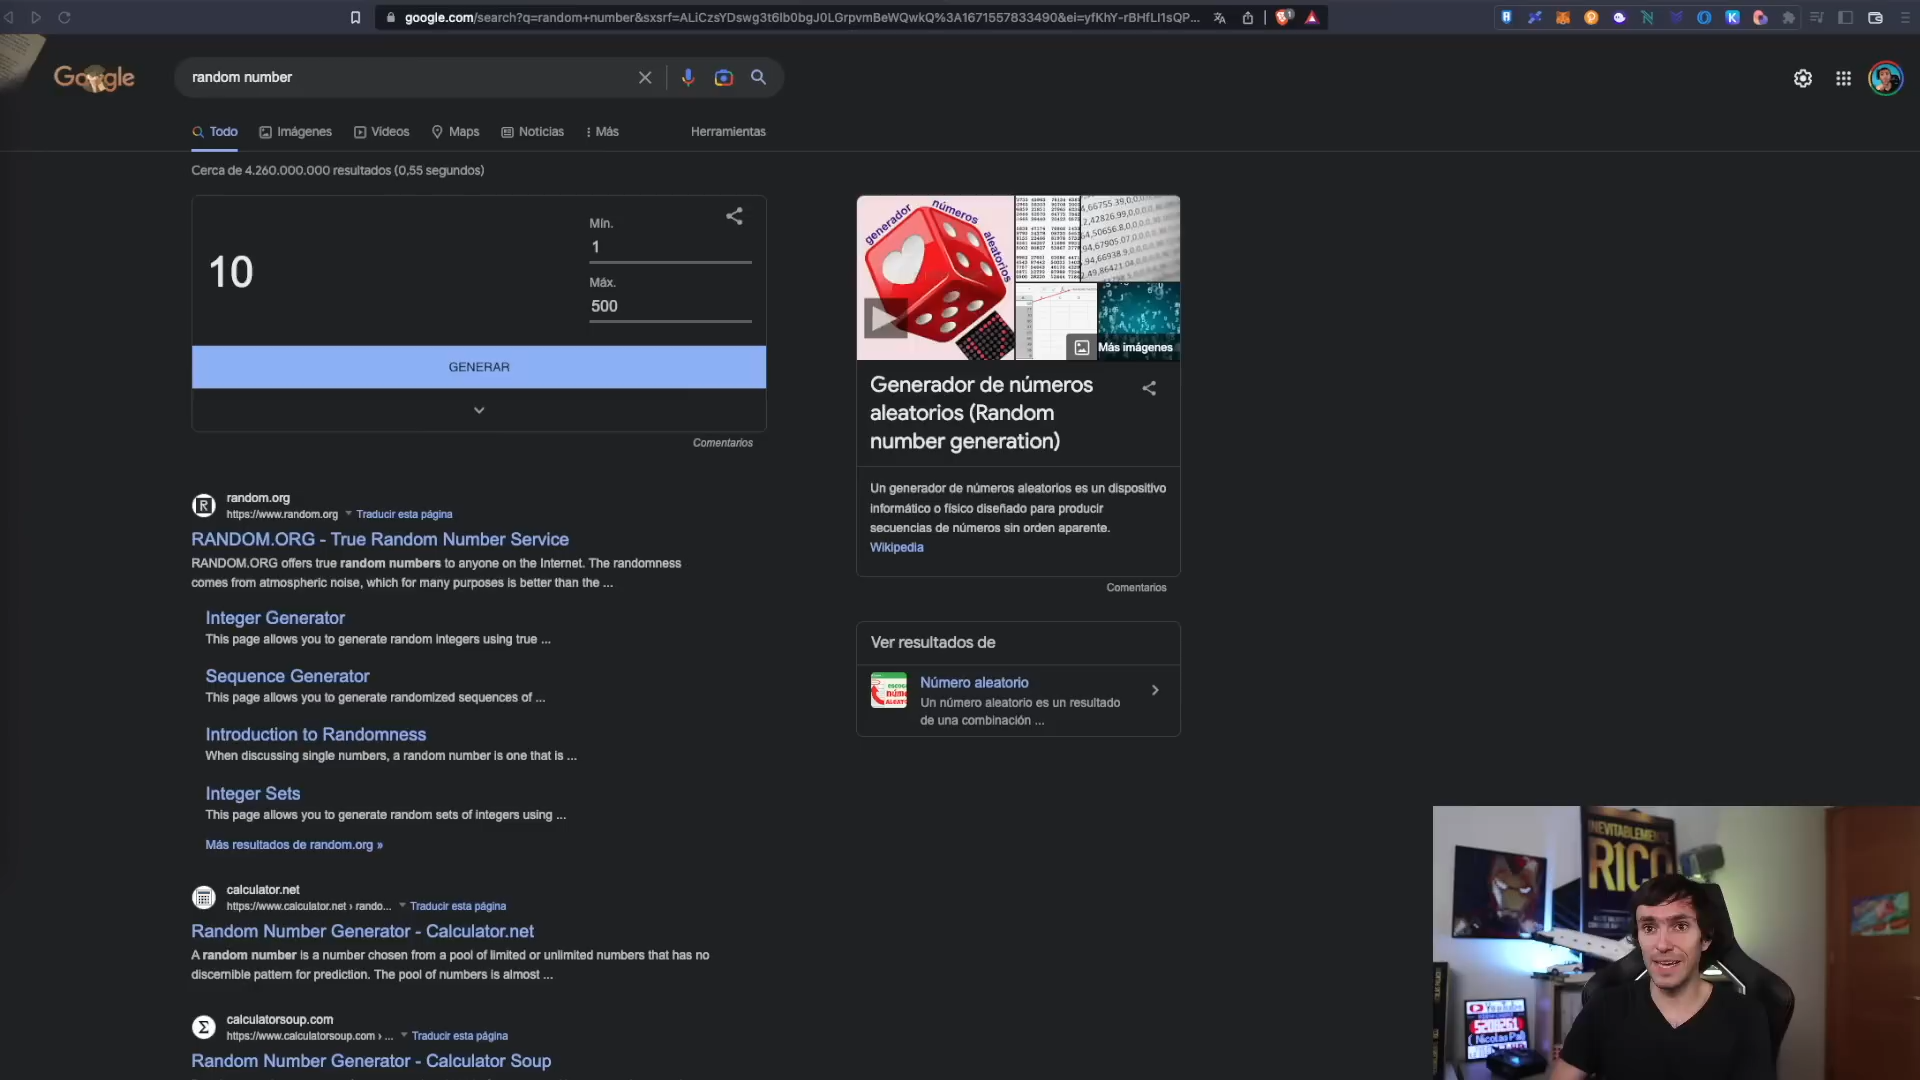 google.com/search?q=random+number&sxsrf=ALiCzsYDswg3t6Ib0bgJ0LGrpvmBeWQwkQ%3A1671557833490&ei=yfKhY-rBHfLI1sQP...
Google
random number
Todo
Imágenes
Vídeos
Maps
Noticias
Más
Herramientas
Cerca de 4.260.000.000 resultados (0,55 segundos)
10
Mín.
1
Máx.
500
GENERAR
Comentarios
random.org
https://www.random.org
Traducir esta página
RANDOM.ORG - True Random Number Service
RANDOM.ORG offers true random numbers to anyone on the Internet. The randomness
comes from atmospheric noise, which for many purposes is better than the ...
Integer Generator
This page allows you to generate random integers using true ...
Sequence Generator
This page allows you to generate randomized sequences of ...
Introduction to Randomness
When discussing single numbers, a random number is one that is ...
Integer Sets
This page allows you to generate random sets of integers using ...
Más resultados de random.org »
calculator.net
https://www.calculator.net › rando...
Traducir esta página
Random Number Generator - Calculator.net
A random number is a number chosen from a pool of limited or unlimited numbers that has no
discernible pattern for prediction. The pool of numbers is almost ...
calculatorsoup.com
https://www.calculatorsoup.com › ...
Traducir esta página
Random Number Generator - Calculator Soup
generador números aleatorios
Más imágenes
Generador de números
aleatorios (Random
number generation)
Un generador de números aleatorios es un dispositivo
informático o físico diseñado para producir
secuencias de números sin orden aparente.
Wikipedia
Comentarios
Ver resultados de
Número aleatorio
Un número aleatorio es un resultado
de una combinación ...
INEVITABLEMENTE
RICO
5208261